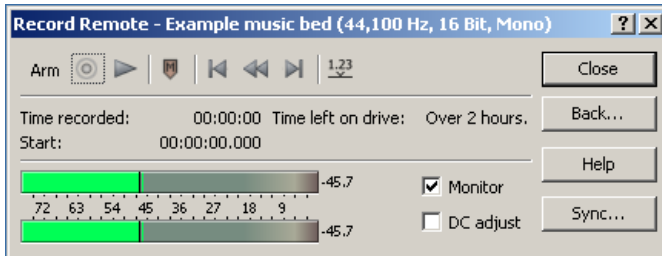 Record Remote - Example music bed (44,100 Hz, 16 Bit, Mono)
Arm
M
1.23
Close
Time recorded: 00:00:00 Time left on drive: Over 2 hours.
Back...
Start: 00:00:00.000
Help
-45.7
Monitor
72 63 54 45 36 27 18 9
Sync...
DC adjust
-45.7